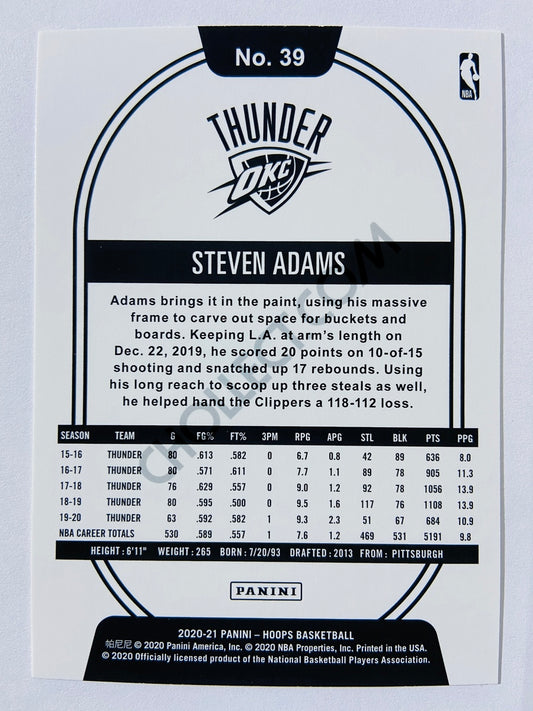 No. 39
NBA
THUNDER
OKC
STEVEN ADAMS
Adams brings it in the paint, using his massive
frame to carve out space for buckets and
boards. Keeping L.A. at arm's length on
Dec. 22, 2019, he scored 20 points on 10-of-15
shooting and snatched up 17 rebounds. Using
his long reach to scoop up three steals as well,
he helped hand the Clippers a 118-112 loss.
CHOLLECT.COM
SEASON TEAM G FG% FT% 3PM RPG APG STL BLK PTS PPG
15-16 THUNDER 80 .613 .582 0 6.7 0.8 42 89 636 8.0
16-17 THUNDER 80 .571 .611 0 7.7 1.1 89 78 905 11.3
17-18 THUNDER 76 .629 .557 0 9.0 1.2 92 78 1056 13.9
18-19 THUNDER 80 .595 .500 0 9.5 1.6 117 76 1108 13.9
19-20 THUNDER 63 .592 .582 1 9.3 2.3 51 67 684 10.9
NBA CAREER TOTALS 530 .589 .557 1 7.6 1.2 469 531 5191 9.8
HEIGHT: 6'11" WEIGHT: 265 BORN: 7/20/93 DRAFTED: 2013 FROM: PITTSBURGH
PANINI
2020-21 PANINI – HOOPS BASKETBALL
帕尼尼 © 2020 Panini America, Inc. © 2020 NBA Properties, Inc. Printed in the USA.
© 2020 Officially licensed product of the National Basketball Players Association.